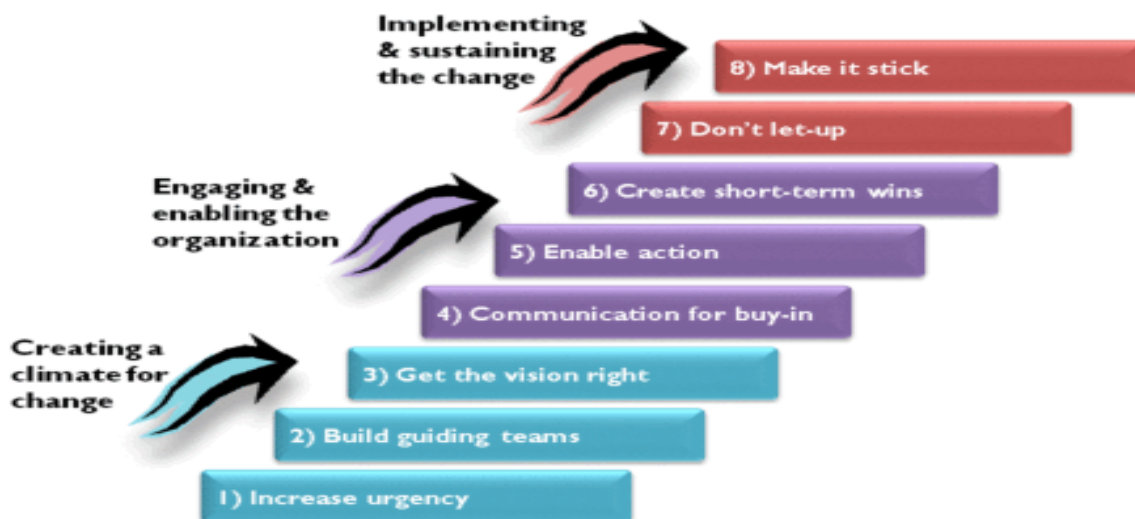 Implementing
& sustaining
the change
8) Make it stick
7) Don't let-up
Engaging &
enabling the
organization
6) Create short-term wins
5) Enable action
4) Communication for buy-in
Creating a
climate for
change
3) Get the vision right
2) Build guiding teams
1) Increase urgency